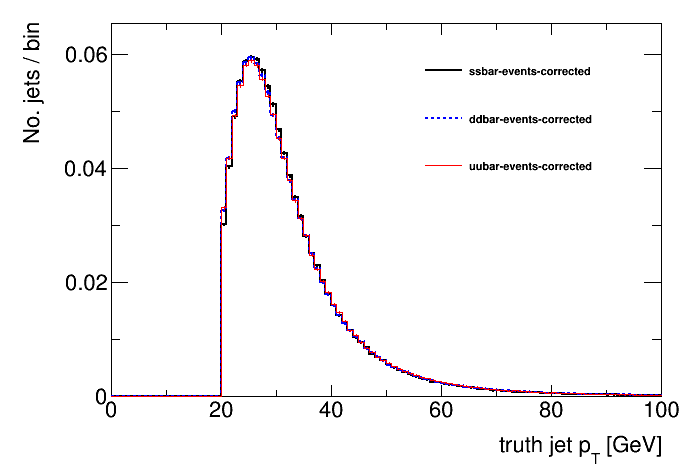 No. jets / bin
0.06
0.04
0.02
0
ssbar-events-corrected
ddbar-events-corrected
uubar-events-corrected
0 20 40 60 80 100
truth jet p_T [GeV]